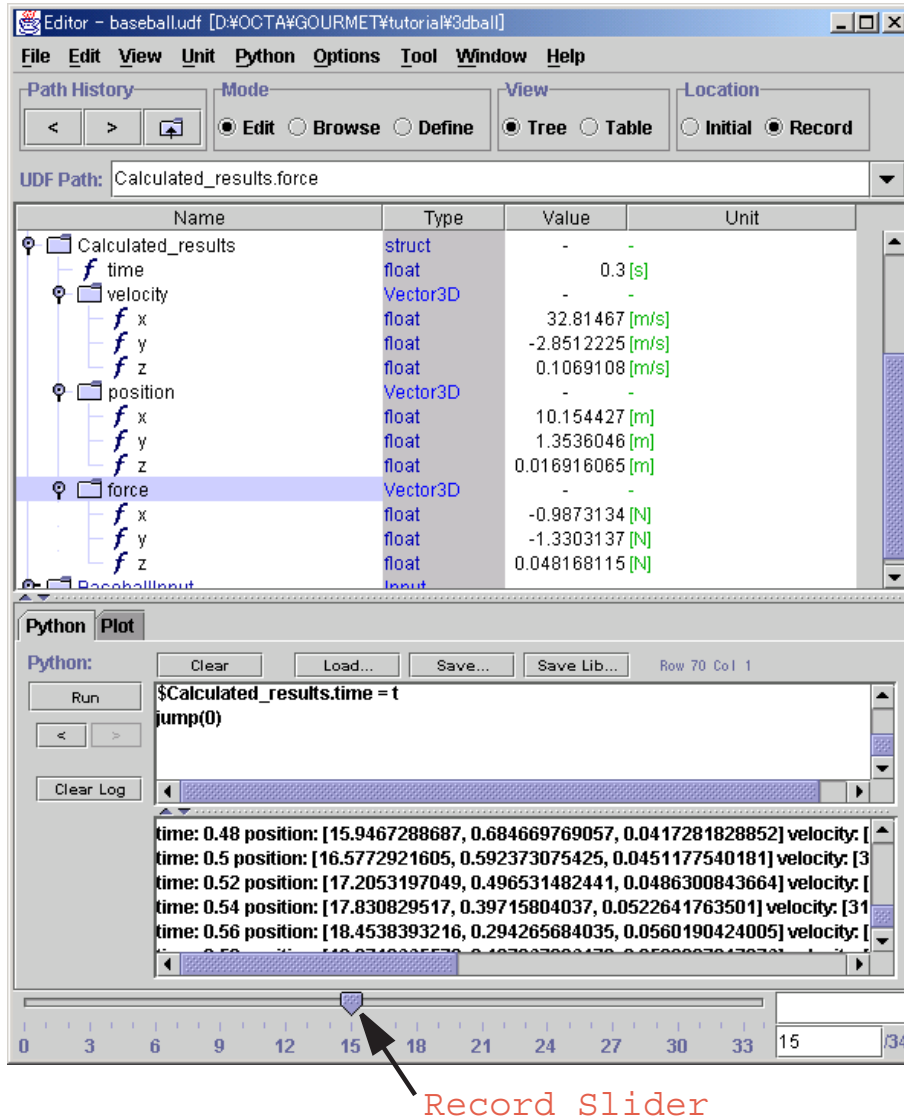 Editor - baseball.udf [D:¥OCTA¥GOURMET¥tutorial¥3dball]
File Edit View Unit Python Options Tool Window Help
Path History Mode View Location
< > Edit Browse Define Tree Table Initial Record
UDF Path: Calculated_results.force
Name Type Value Unit
Calculated_results struct - -
f time float 0.3 [s]
velocity Vector3D - -
f x float 32.81467 [m/s]
f y float -2.8512225 [m/s]
f z float 0.1069108 [m/s]
position Vector3D - -
f x float 10.154427 [m]
f y float 1.3536046 [m]
f z float 0.016916065 [m]
force Vector3D - -
f x float -0.9873134 [N]
f y float -1.3303137 [N]
f z float 0.048168115 [N]
BaseballInput Input
Python Plot
Python: Clear Load... Save... Save Lib... Row 70 Col 1
Run
$Calculated_results.time = t
jump(0)
< >
Clear Log
time: 0.48 position: [15.9467288687, 0.684669769057, 0.0417281828852] velocity: [
time: 0.5 position: [16.5772921605, 0.592373075425, 0.0451177540181] velocity: [3
time: 0.52 position: [17.2053197049, 0.496531482441, 0.0486300843664] velocity: [
time: 0.54 position: [17.830829517, 0.39715804037, 0.0522641763501] velocity: [31
time: 0.56 position: [18.4538393216, 0.294265684035, 0.0560190424005] velocity: [
0 3 6 9 12 15 18 21 24 27 30 33 15 /34
Record Slider